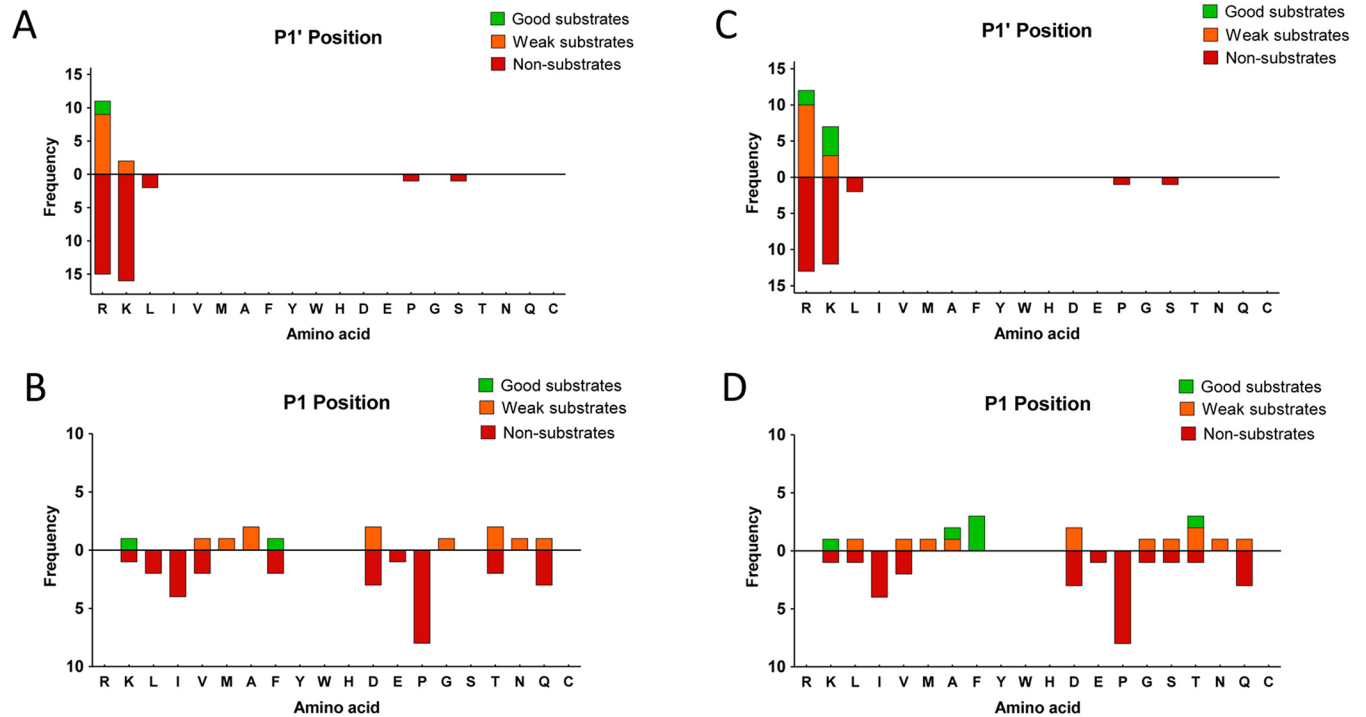 A
P1' Position
Good substrates
Weak substrates
Non-substrates
15
10
5
0
5
10
15
Frequency
R K L I V M A F Y W H D E P G S T N Q C
Amino acid
C
P1' Position
Good substrates
Weak substrates
Non-substrates
15
10
5
0
5
10
15
Frequency
R K L I V M A F Y W H D E P G S T N Q C
Amino acid
B
P1 Position
Good substrates
Weak substrates
Non-substrates
10
5
0
5
10
Frequency
R K L I V M A F Y W H D E P G S T N Q C
Amino acid
D
P1 Position
Good substrates
Weak substrates
Non-substrates
10
5
0
5
10
Frequency
R K L I V M A F Y W H D E P G S T N Q C
Amino acid